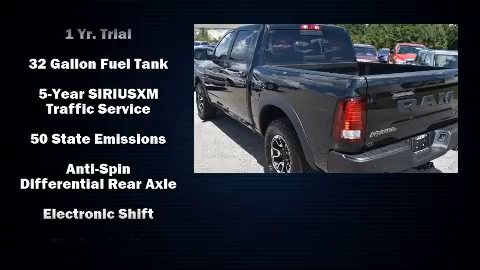 1 Yr. Trial
32 Gallon Fuel Tank
5-Year SIRIUSXM
Traffic Service
50 State Emissions
Anti-Spin
Differential Rear Axle
Electronic Shift
RAM